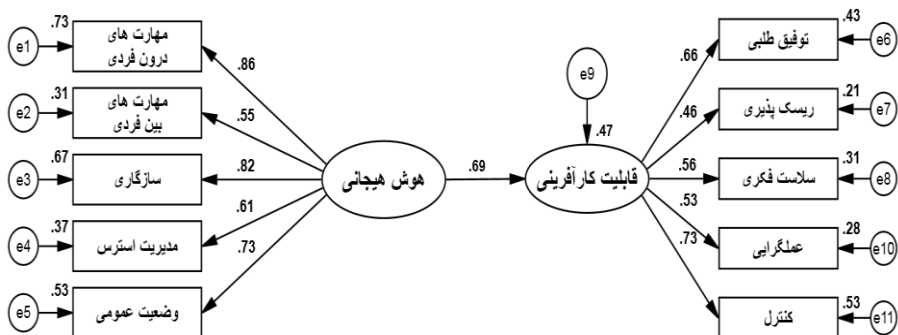 .73
e1
مهارت های
درون فردی
.86
.31
e2
مهارت های
بین فردی
.55
.67
e3
سازگاری
.82
.37
e4
مدیریت استرس
.61
.53
e5
وضعیت عمومی
.73
هوش هیجانی
.69
e9
.47
قابلیت کارآفرینی
.66
توفیق طلبی
.43
e6
.46
ریسک پذیری
.21
e7
.56
سلاست فکری
.31
e8
.53
عملگرایی
.28
e10
.73
کنترل
.53
e11